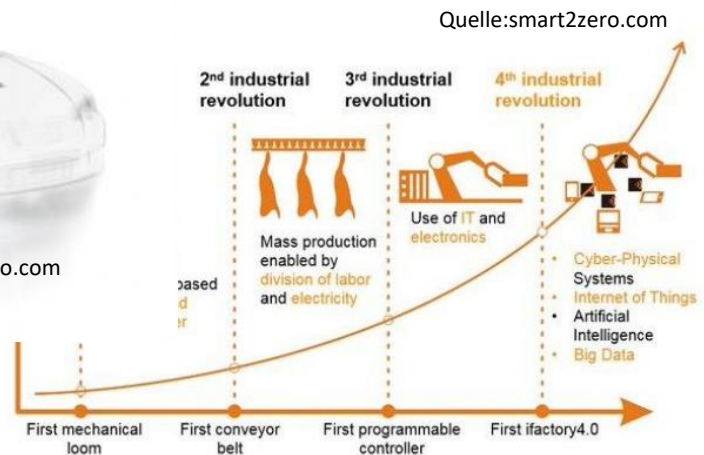 Quelle:smart2zero.com
2nd industrial
revolution
3rd industrial
revolution
4th industrial
revolution
o.com
based
d
er
Mass production
enabled by
division of labor
and electricity
Use of IT and
electronics
• Cyber-Physical
Systems
• Internet of Things
• Artificial
Intelligence
• Big Data
First mechanical
loom
First conveyor
belt
First programmable
controller
First ifactory4.0